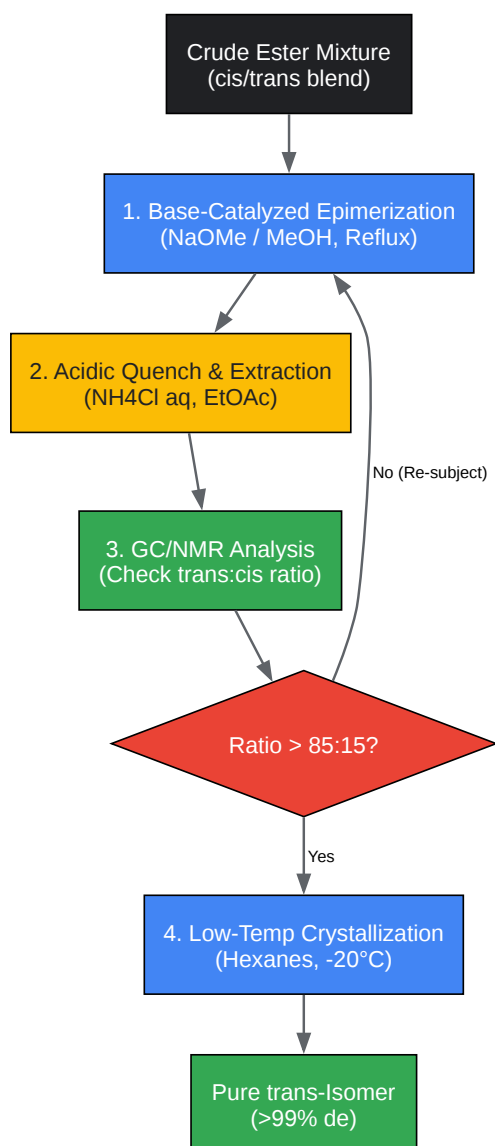 Crude Ester Mixture
(cis/trans blend)
1. Base-Catalyzed Epimerization
(NaOMe / MeOH, Reflux)
2. Acidic Quench & Extraction
(NH4Cl aq, EtOAc)
No (Re-subject)
3. GC/NMR Analysis
(Check trans:cis ratio)
Ratio > 85:15?
Yes
4. Low-Temp Crystallization
(Hexanes, -20°C)
Pure trans-Isomer
(>99% de)